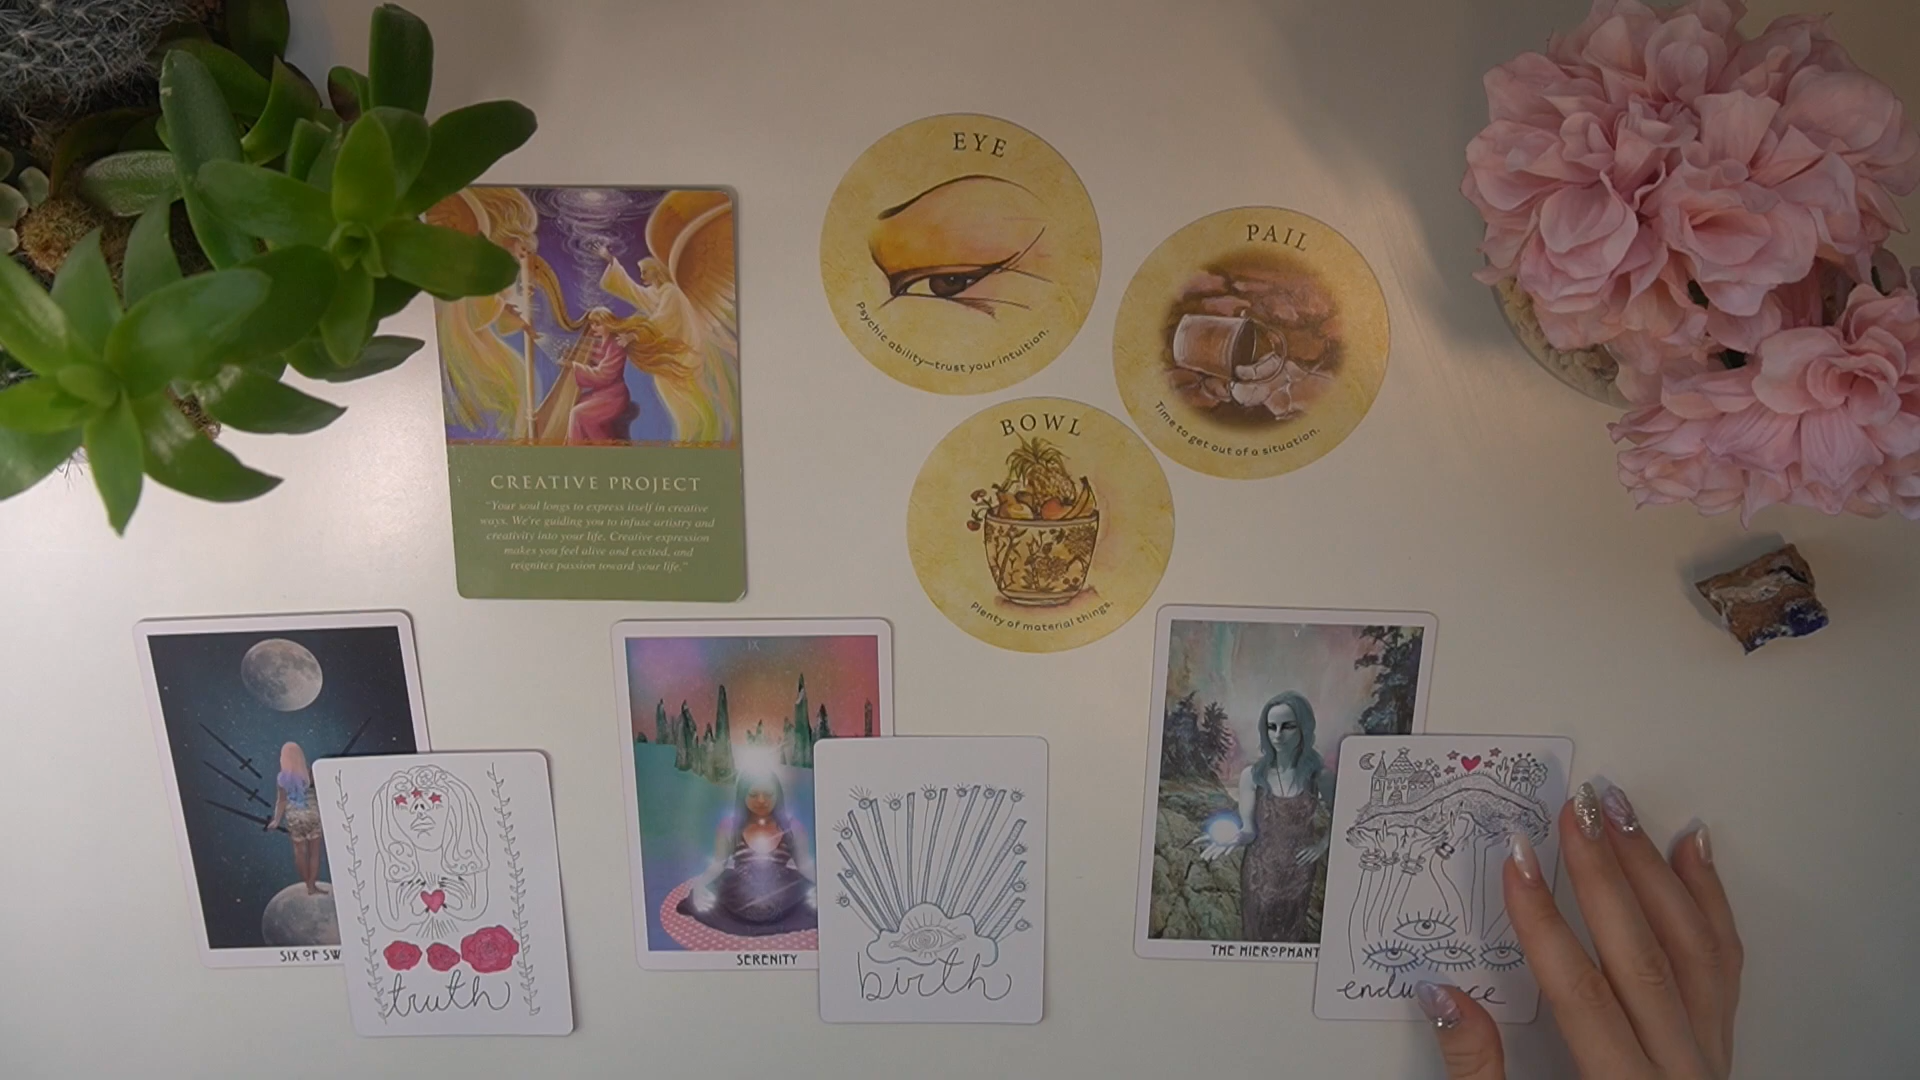 EYE
Psychic ability—trust your intuition.
PAIL
Time to get out of a situation.
BOWL
Plenty of material things.
CREATIVE PROJECT
"Your soul longs to express itself in creative
ways. We're guiding you to infuse artistry and
creativity into your life. Creative expression
makes you feel alive and excited, and
reignites passion toward your life."
SIX OF SW
truth
IX
SERENITY
birth
V
THE HIEROPHANT